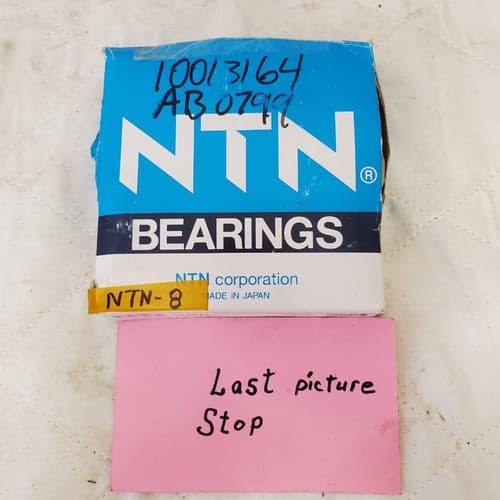 10013164
AB0799
NTN®
BEARINGS
NTN corporation
MADE IN JAPAN
NTN-8
Last picture
Stop